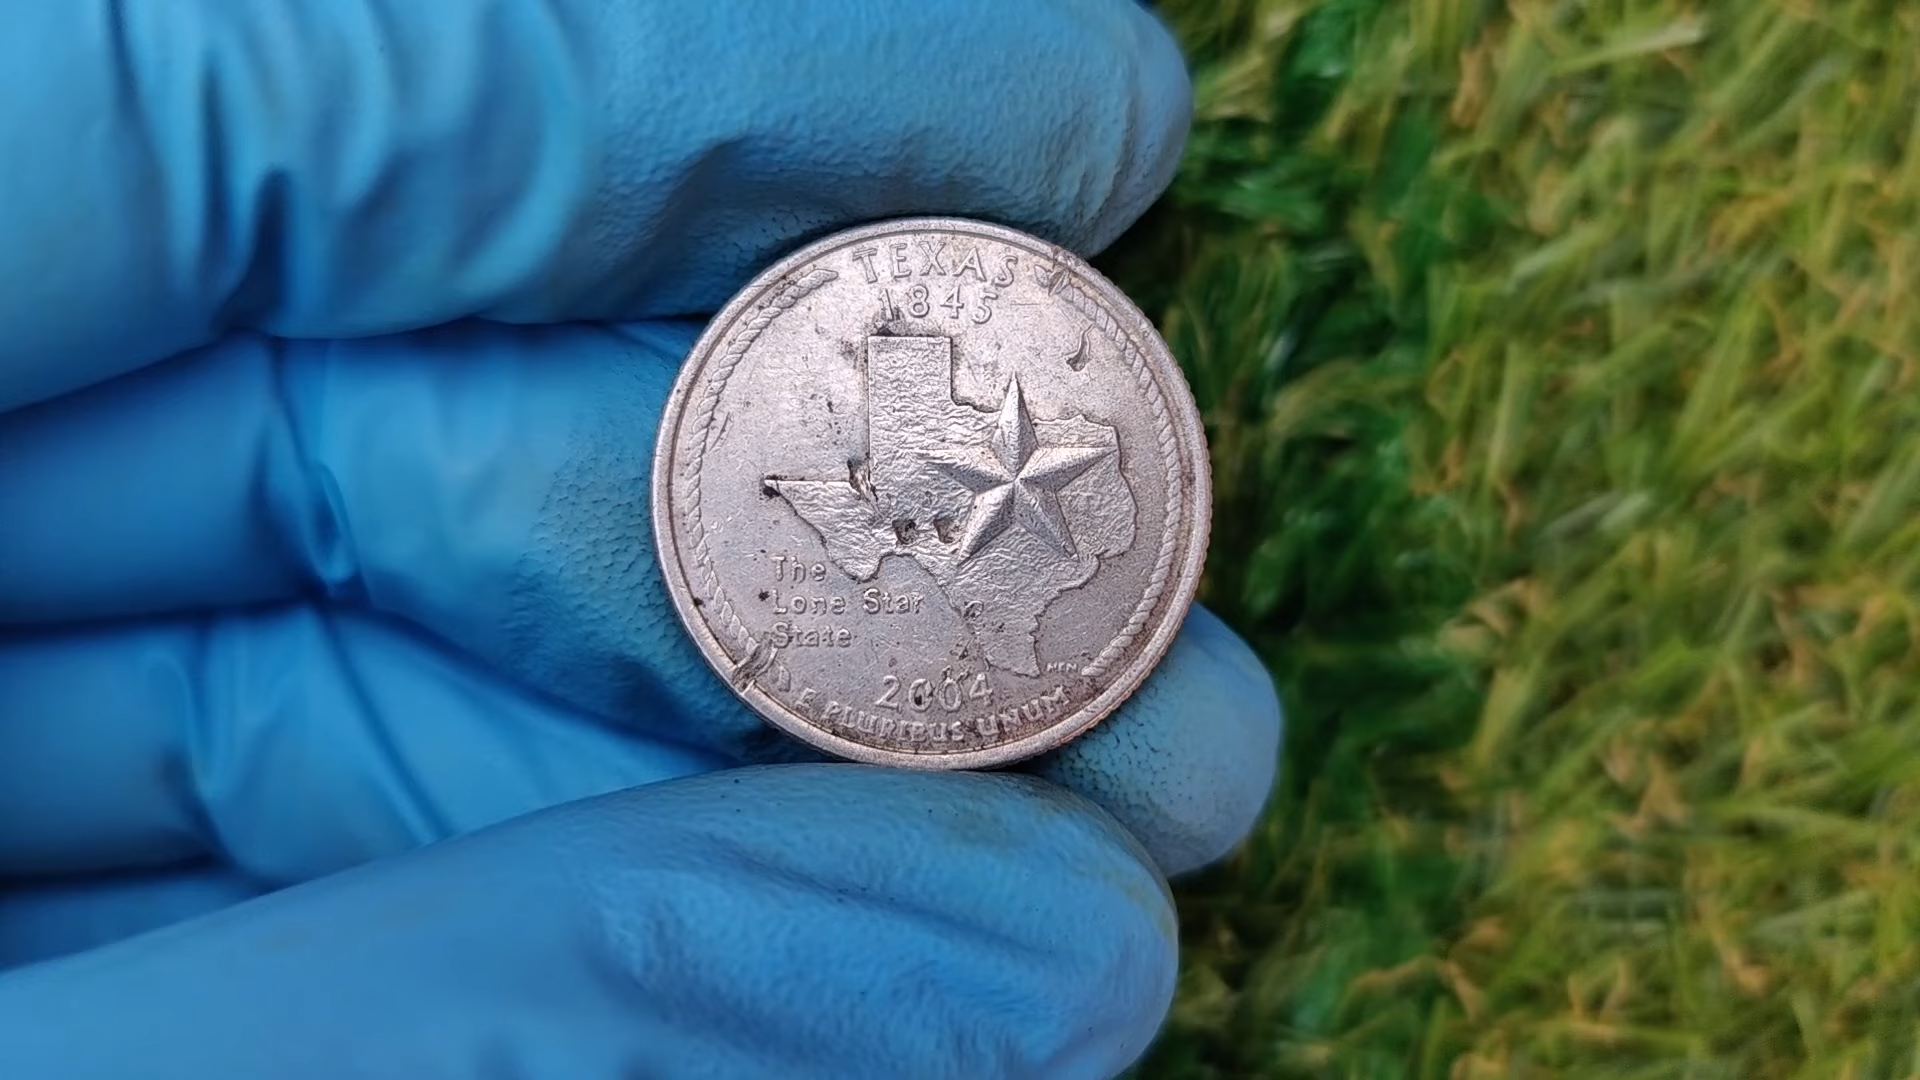 TEXAS
1845
The
Lone Star
State
2004
E PLURIBUS UNUM